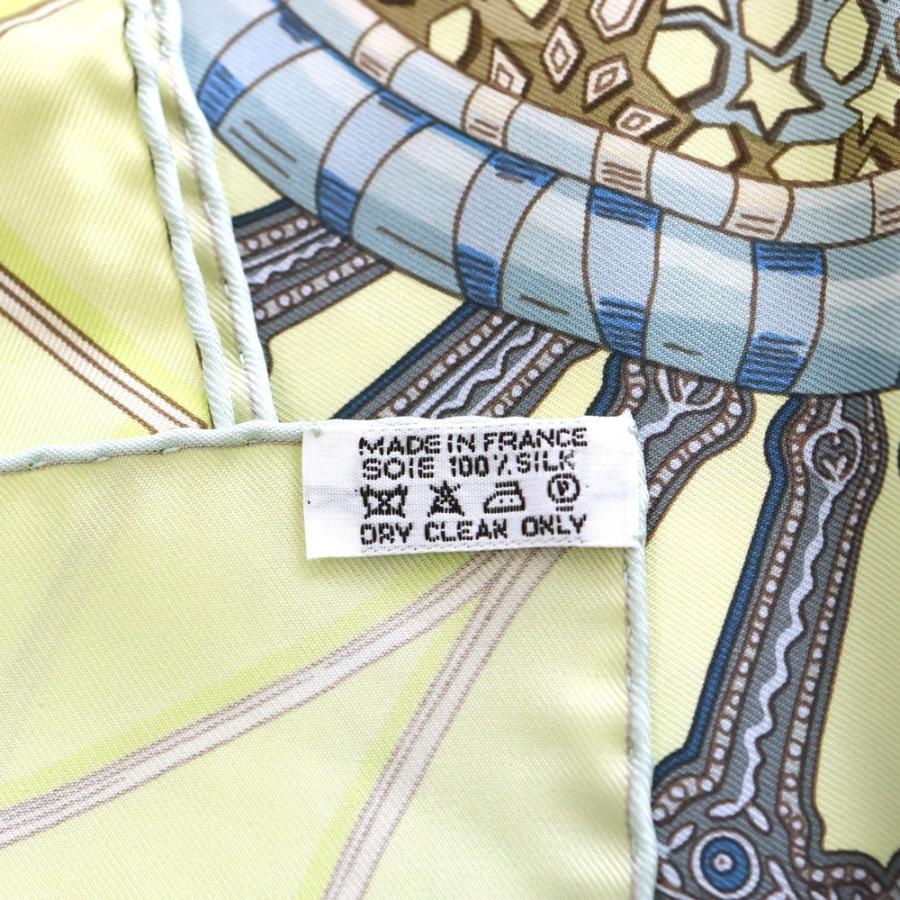 MADE IN FRANCE
SOIE 100% SILK
P
DRY CLEAN ONLY